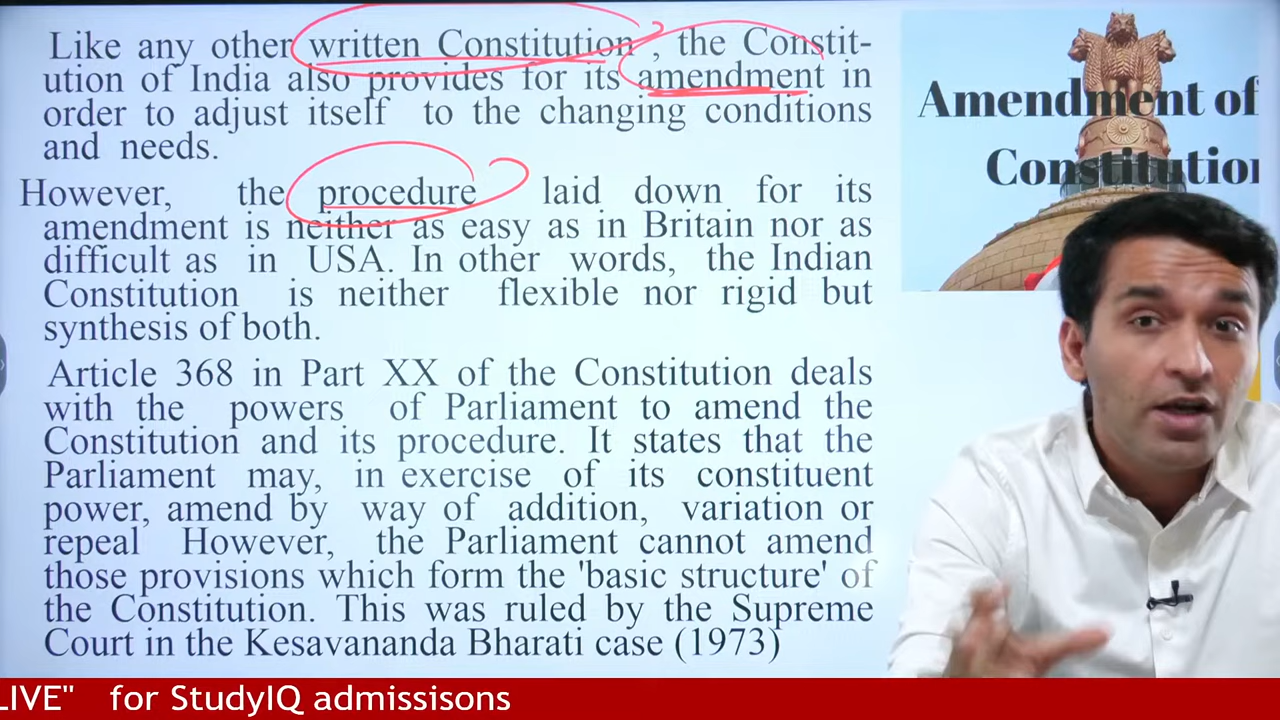 Like any other written Constitution , the Constit-
ution of India also provides for its amendment in
order to adjust itself to the changing conditions
and needs.
However, the procedure laid down for its
amendment is neither as easy as in Britain nor as
difficult as in USA. In other words, the Indian
Constitution is neither flexible nor rigid but
synthesis of both.
Article 368 in Part XX of the Constitution deals
with the powers of Parliament to amend the
Constitution and its procedure. It states that the
Parliament may, in exercise of its constituent
power, amend by way of addition, variation or
repeal However, the Parliament cannot amend
those provisions which form the 'basic structure' of
the Constitution. This was ruled by the Supreme
Court in the Kesavananda Bharati case (1973)
Amendment of
Constitution
LIVE" for StudyIQ admissisons